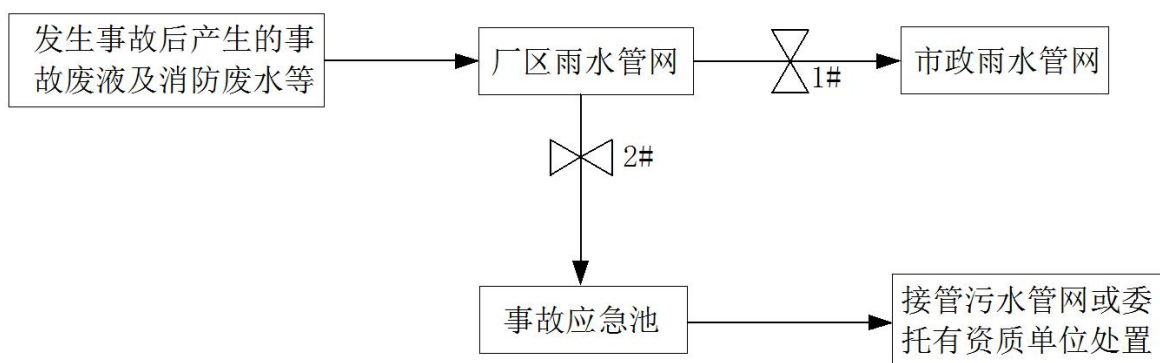 发生事故后产生的事
故废液及消防废水等
厂区雨水管网
1#
市政雨水管网
2#
事故应急池
接管污水管网或委
托有资质单位处置